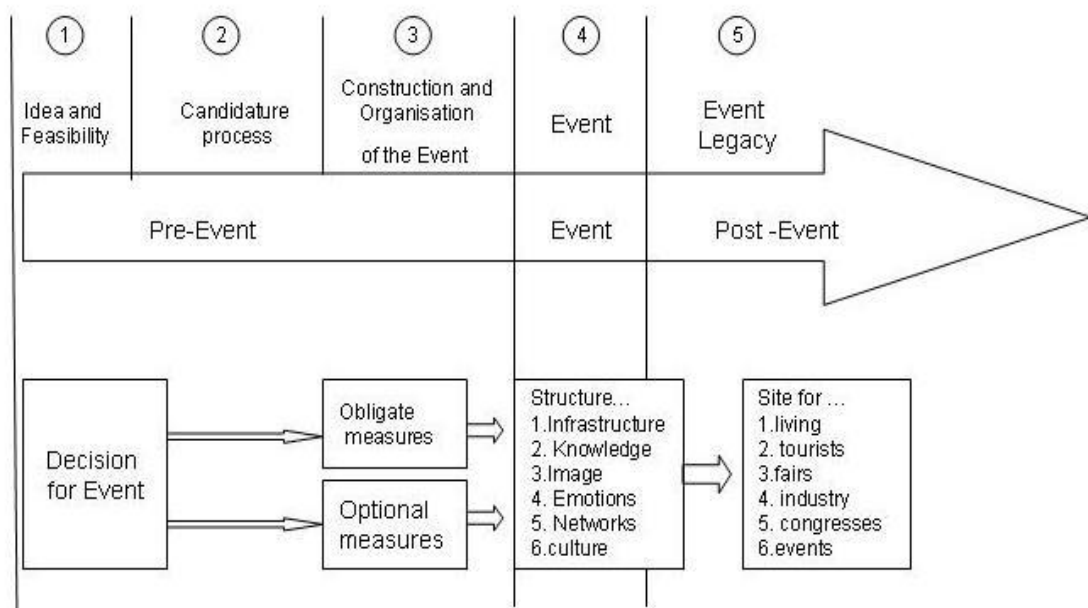 1
2
3
4
5
Idea and
Feasibility
Candidature
process
Construction and
Organisation
of the Event
Event
Event
Legacy
Pre-Event
Event
Post -Event
Decision
for Event
Obligate
measures
Optional
measures
Structure...
1.Infrastructure
2. Knowledge
3.Image
4. Emotions
5. Networks
6.culture
Site for ...
1.living
2. tourists
3.fairs
4. industry
5. congresses
6.events